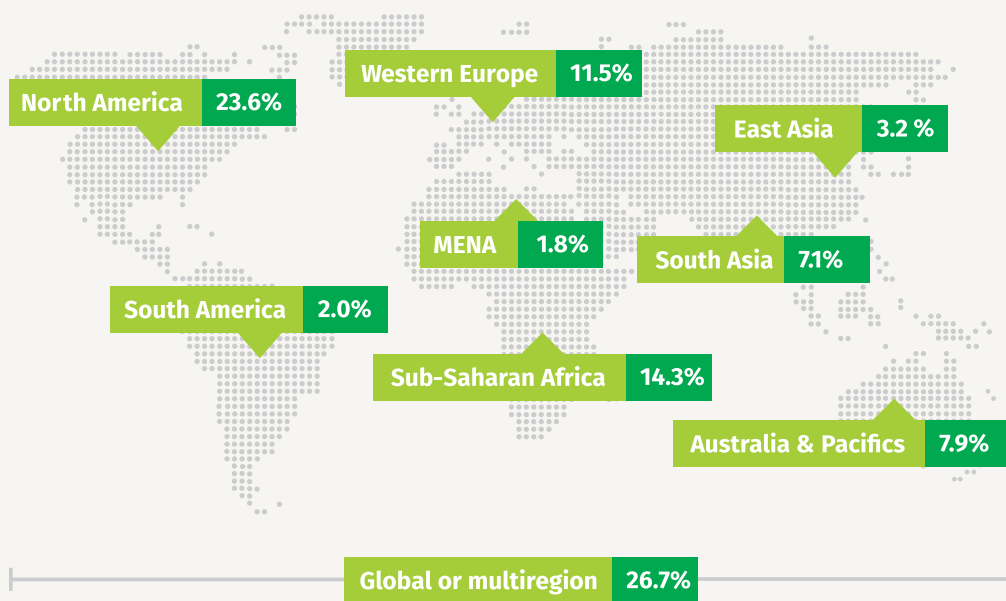 Western Europe 11.5%
North America 23.6%
East Asia 3.2 %
MENA 1.8%
South Asia 7.1%
South America 2.0%
Sub-Saharan Africa 14.3%
Australia & Pacifics 7.9%
Global or multiregion 26.7%